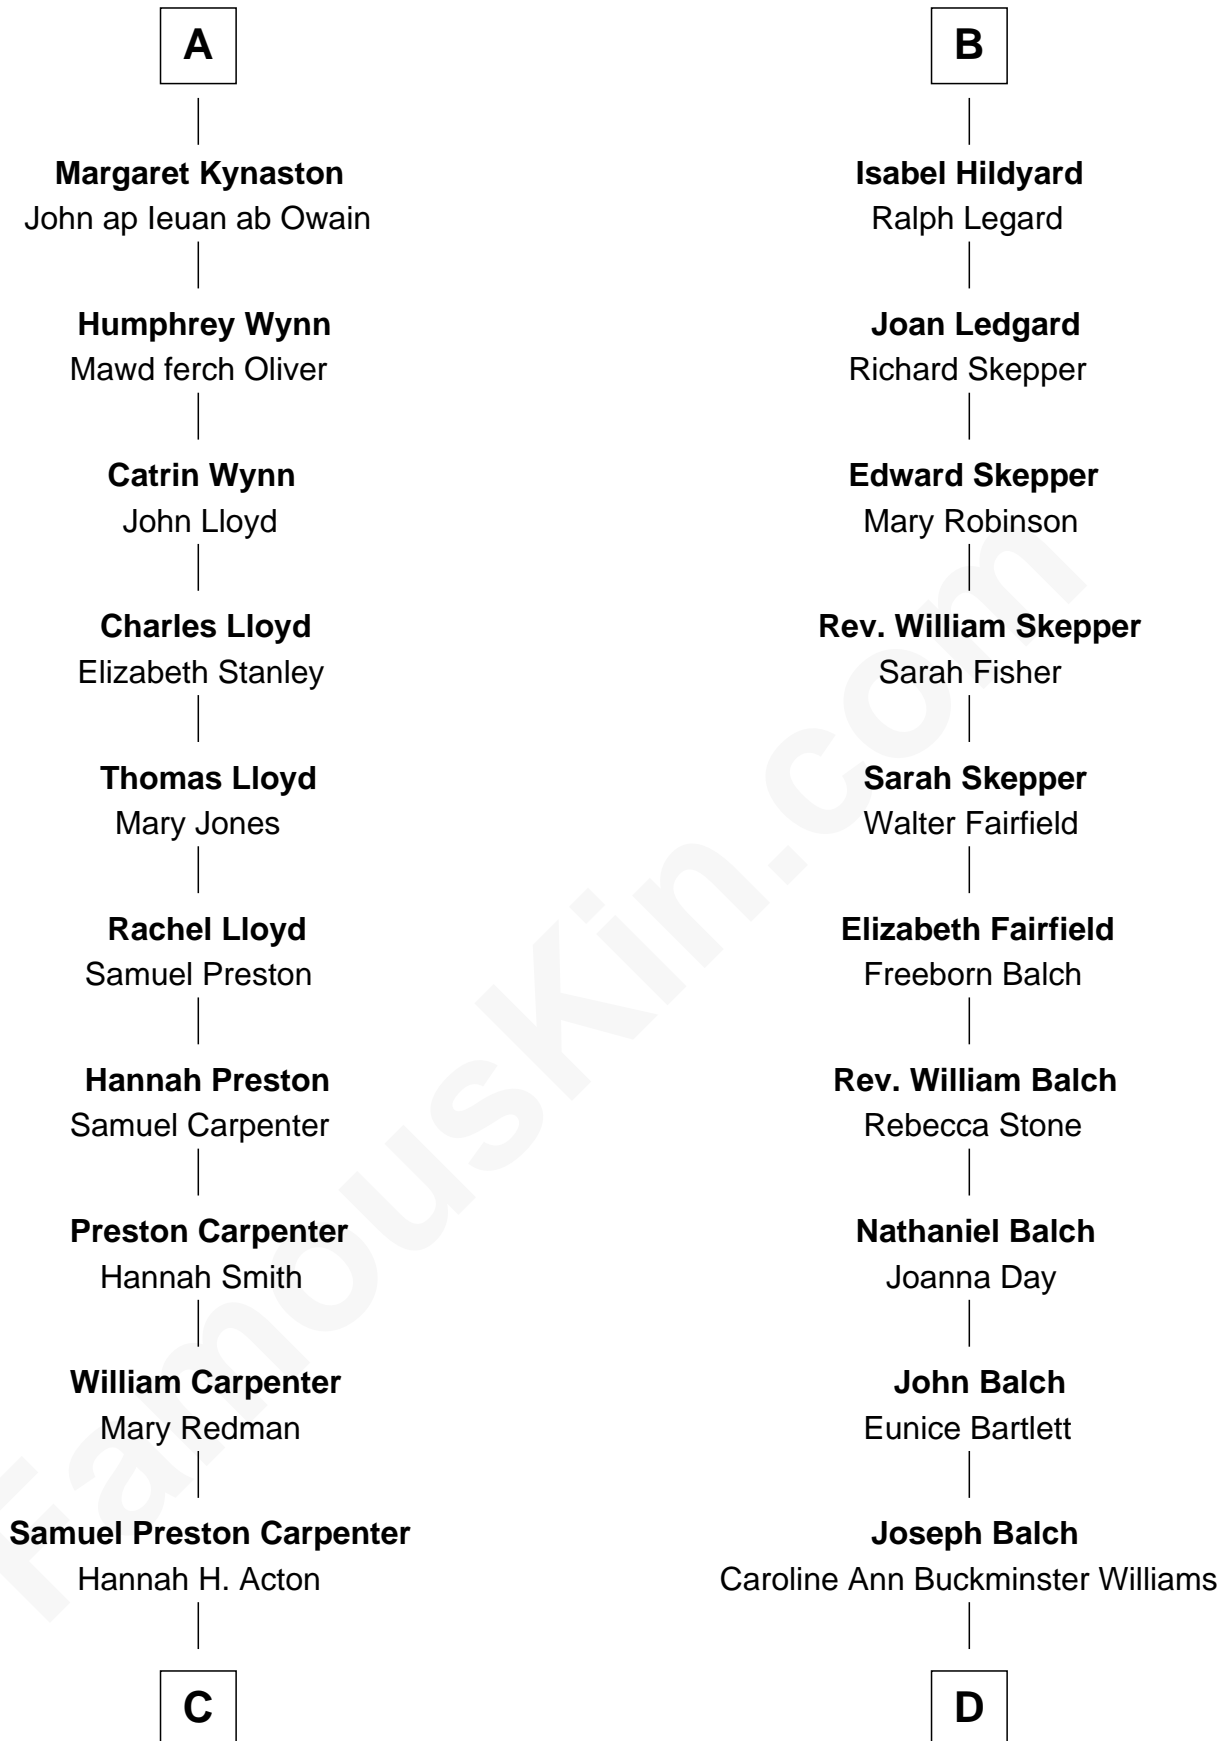 A
Margaret Kynaston
John ap Ieuan ab Owain
Humphrey Wynn
Mawd ferch Oliver
Catrin Wynn
John Lloyd
Charles Lloyd
Elizabeth Stanley
Thomas Lloyd
Mary Jones
Rachel Lloyd
Samuel Preston
Hannah Preston
Samuel Carpenter
Preston Carpenter
Hannah Smith
William Carpenter
Mary Redman
Samuel Preston Carpenter
Hannah H. Acton
C
B
Isabel Hildyard
Ralph Legard
Joan Ledgard
Richard Skepper
Edward Skepper
Mary Robinson
Rev. William Skepper
Sarah Fisher
Sarah Skepper
Walter Fairfield
Elizabeth Fairfield
Freeborn Balch
Rev. William Balch
Rebecca Stone
Nathaniel Balch
Joanna Day
John Balch
Eunice Bartlett
Joseph Balch
Caroline Ann Buckminster Williams
D
FamousKin.com